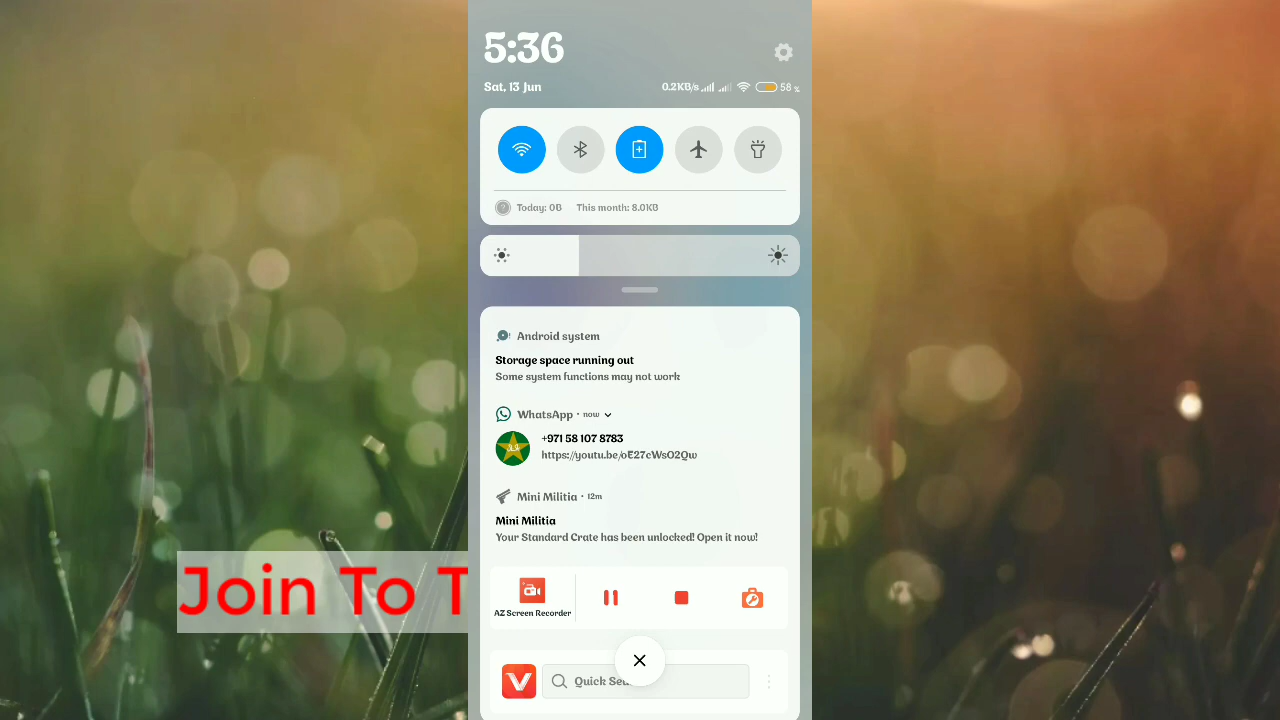 5:36
Sat, 13 Jun
0.2KB/s
58 %
Today: 0B This month: 8.0KB
Android system
Storage space running out
Some system functions may not work
WhatsApp • now
+971 58 107 8783
https://youtu.be/oE27cWsO2Qw
Mini Militia • 12m
Mini Militia
Your Standard Crate has been unlocked! Open it now!
Join To T
AZ Screen Recorder
Quick Se